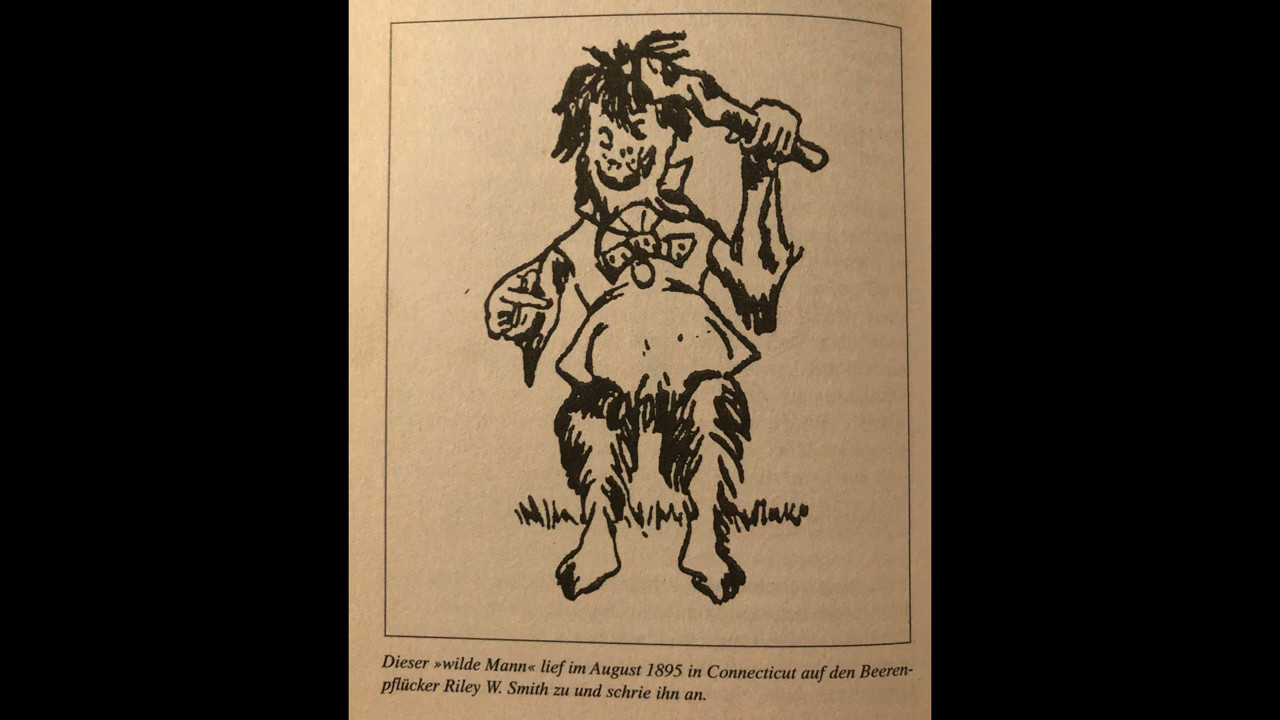 Dieser »wilde Mann« lief im August 1895 in Connecticut auf den Beeren-
pflücker Riley W. Smith zu und schrie ihn an.